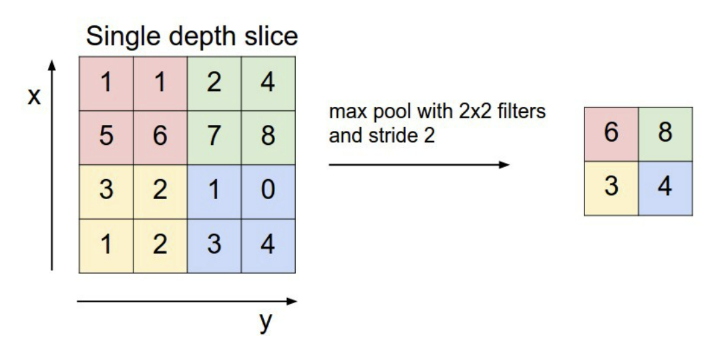 Single depth slice
x
1 1 2 4
5 6 7 8
3 2 1 0
1 2 3 4
y
max pool with 2x2 filters
and stride 2
6 8
3 4